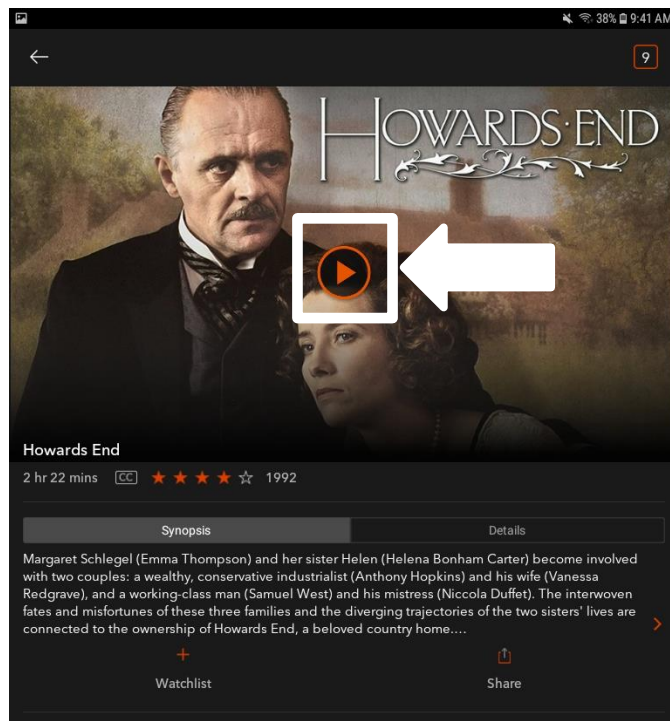 38% 9:41 AM
9
HOWARDS·END
Howards End
2 hr 22 mins CC ★ ★ ★ ★ ☆ 1992
Synopsis Details
Margaret Schlegel (Emma Thompson) and her sister Helen (Helena Bonham Carter) become involved
with two couples: a wealthy, conservative industrialist (Anthony Hopkins) and his wife (Vanessa
Redgrave), and a working-class man (Samuel West) and his mistress (Niccola Duffet). The interwoven
fates and misfortunes of these three families and the diverging trajectories of the two sisters' lives are
connected to the ownership of Howards End, a beloved country home....
Watchlist Share